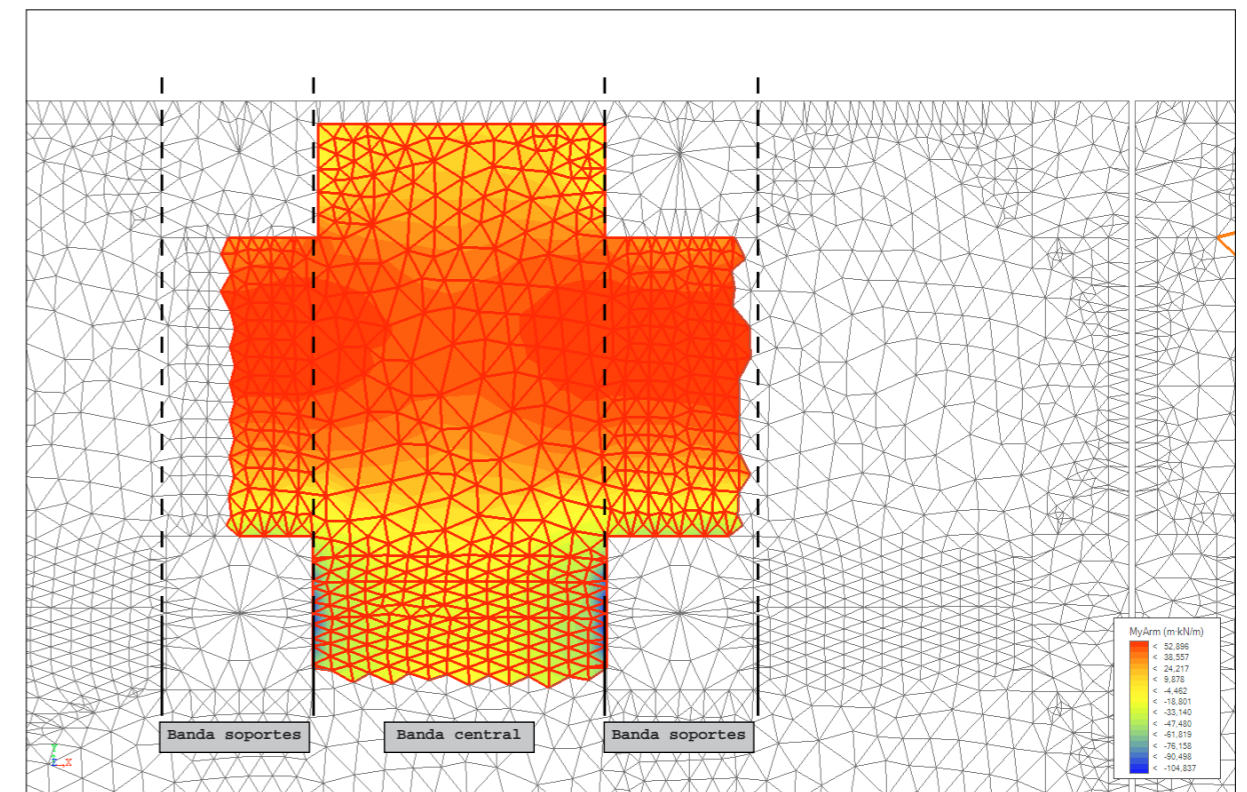 MyArm (m·kN/m)
< 52,896
< 38,557
< 24,217
< 9,878
< -4,462
< -18,801
< -33,140
< -47,480
< -61,819
< -76,158
< -90,498
< -104,837
Banda soportes
Banda central
Banda soportes
X